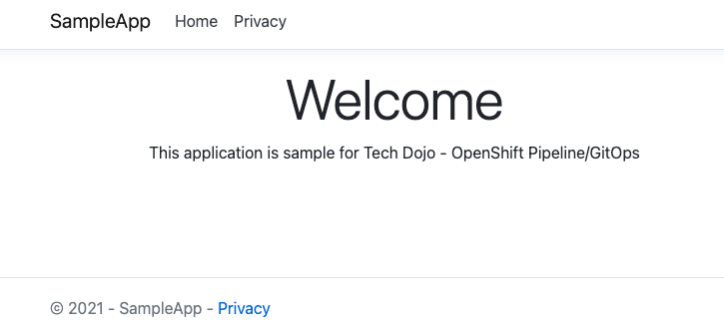 SampleApp Home Privacy
Welcome
This application is sample for Tech Dojo - OpenShift Pipeline/GitOps
© 2021 - SampleApp - Privacy